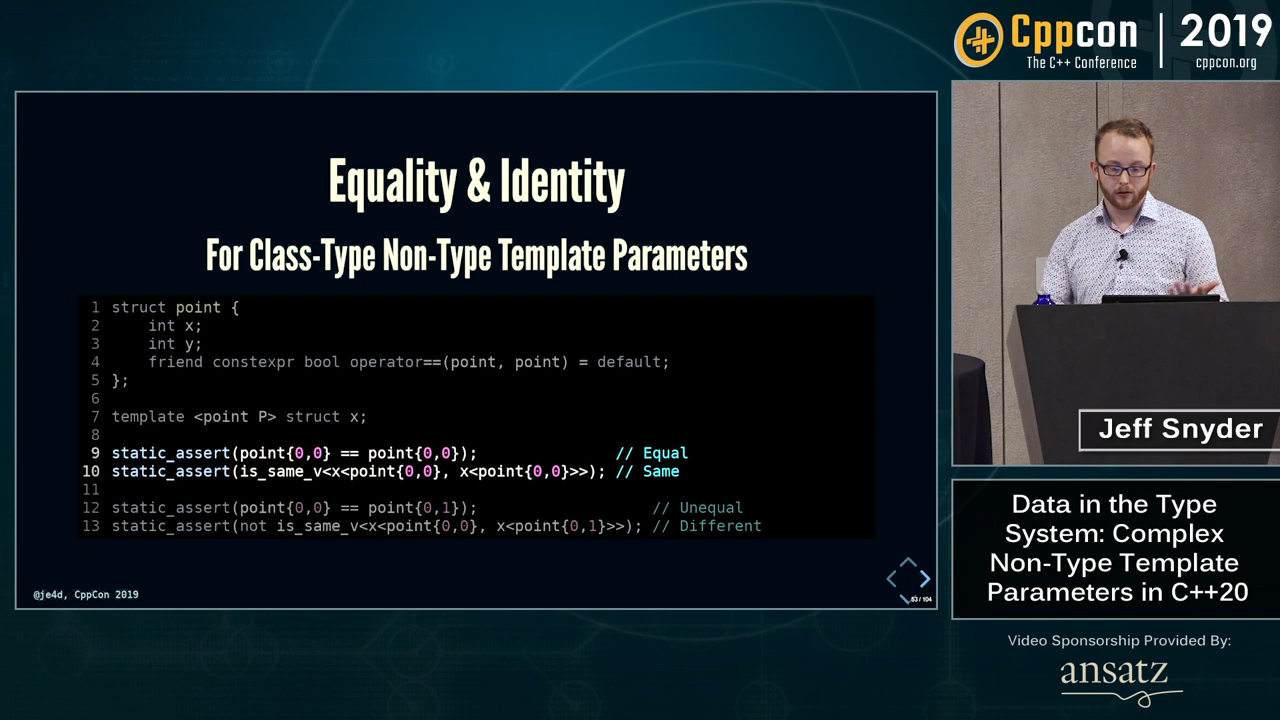 Cppcon | 2019
The C++ Conference
cppcon.org
Equality & Identity
For Class-Type Non-Type Template Parameters
1 struct point {
2     int x;
3     int y;
4     friend constexpr bool operator==(point, point) = default;
5 };
6
7 template <point P> struct x;
8
9 static_assert(point{0,0} == point{0,0});               // Equal
10 static_assert(is_same_v<x<point{0,0}, x<point{0,0}>>); // Same
11
12 static_assert(point{0,0} == point{0,1});                   // Unequal
13 static_assert(not is_same_v<x<point{0,0}, x<point{0,1}>>); // Different
@je4d, CppCon 2019
53 / 104
Jeff Snyder
Data in the Type
System: Complex
Non-Type Template
Parameters in C++20
Video Sponsorship Provided By:
ansatz